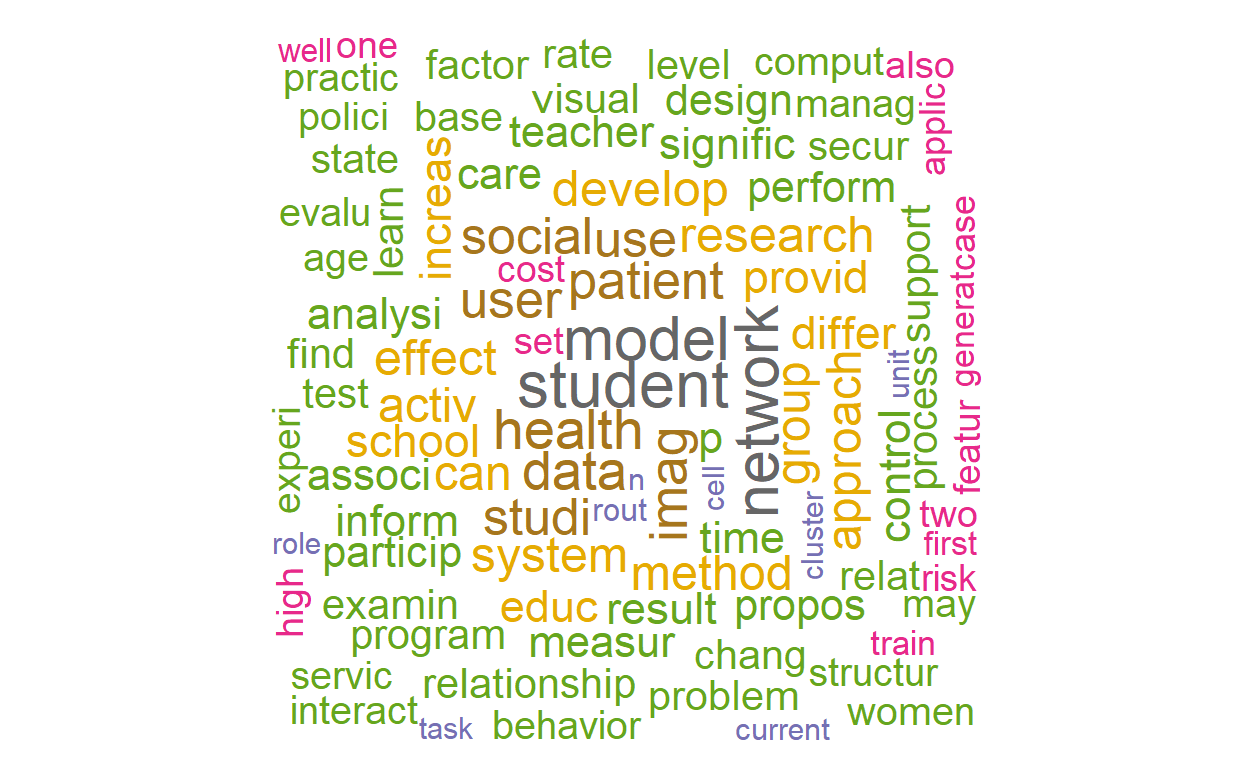 well one
factor rate level comput also
practic
visual design manag
polici base teacher
applic
state signific secur
increas care develop perform
evalu learn
social use research support case
age cost patient provid
user
generat
analysi set model network differ
find effect student unit
test activ group approach process
school health imag p control featur
experi associ can data n cell
inform studi rout two
role particip system time cluster first
high method relat risk
examin educ result propos may
program measur train
servic relationship chang structur
interact problem women
task behavior current